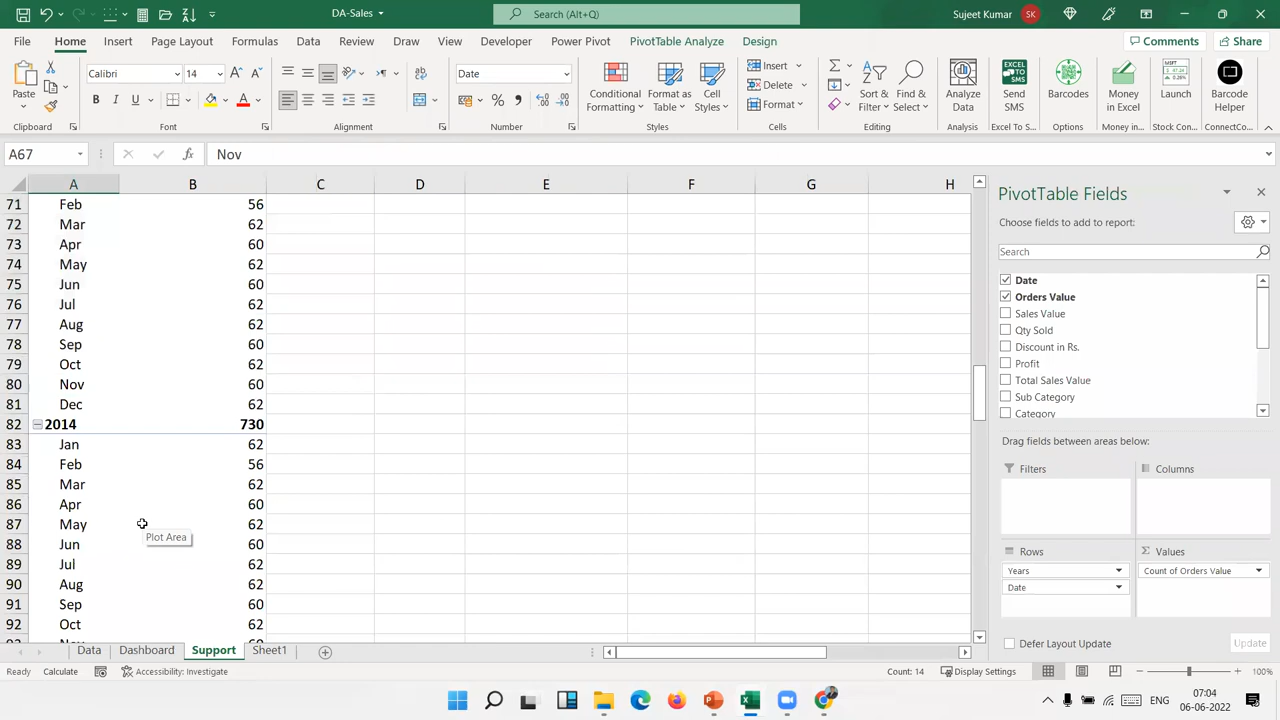 DA-Sales
Search (Alt+Q)
Sujeet Kumar
SK
File Home Insert Page Layout Formulas Data Review View Developer Power Pivot PivotTable Analyze Design
Comments Share
Paste
Calibri 14
B I U
Date
% ,
Conditional Formatting
Format as Table
Cell Styles
Insert
Delete
Format
Sort & Filter
Find & Select
Analyze Data
Send SMS
Barcodes
Money in Excel
Launch
Barcode Helper
Clipboard Font Alignment Number Styles Cells Editing Analysis Excel To S... Options Money in... Stock Con... ConnectCo...
A67 fx Nov
A B C D E F G H
71 Feb 56
72 Mar 62
73 Apr 60
74 May 62
75 Jun 60
76 Jul 62
77 Aug 62
78 Sep 60
79 Oct 62
80 Nov 60
81 Dec 62
82 2014 730
83 Jan 62
84 Feb 56
85 Mar 62
86 Apr 60
87 May 62
Plot Area
88 Jun 60
89 Jul 62
90 Aug 62
91 Sep 60
92 Oct 62
PivotTable Fields
Choose fields to add to report:
Search
Date
Orders Value
Sales Value
Qty Sold
Discount in Rs.
Profit
Total Sales Value
Sub Category
Category
Drag fields between areas below:
Filters Columns
Rows Σ Values
Years Count of Orders Value
Date
Defer Layout Update Update
Data Dashboard Support Sheet1
Ready Calculate Accessibility: Investigate Count: 14 Display Settings 100%
ENG 07:04
06-06-2022